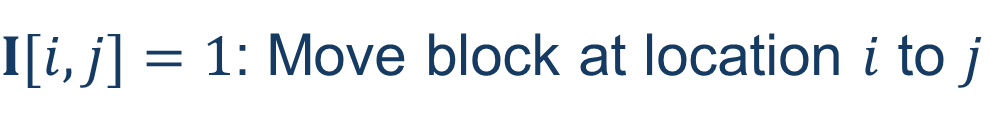 𝐈[𝑖, 𝑗] = 1: Move block at location 𝑖 to 𝑗